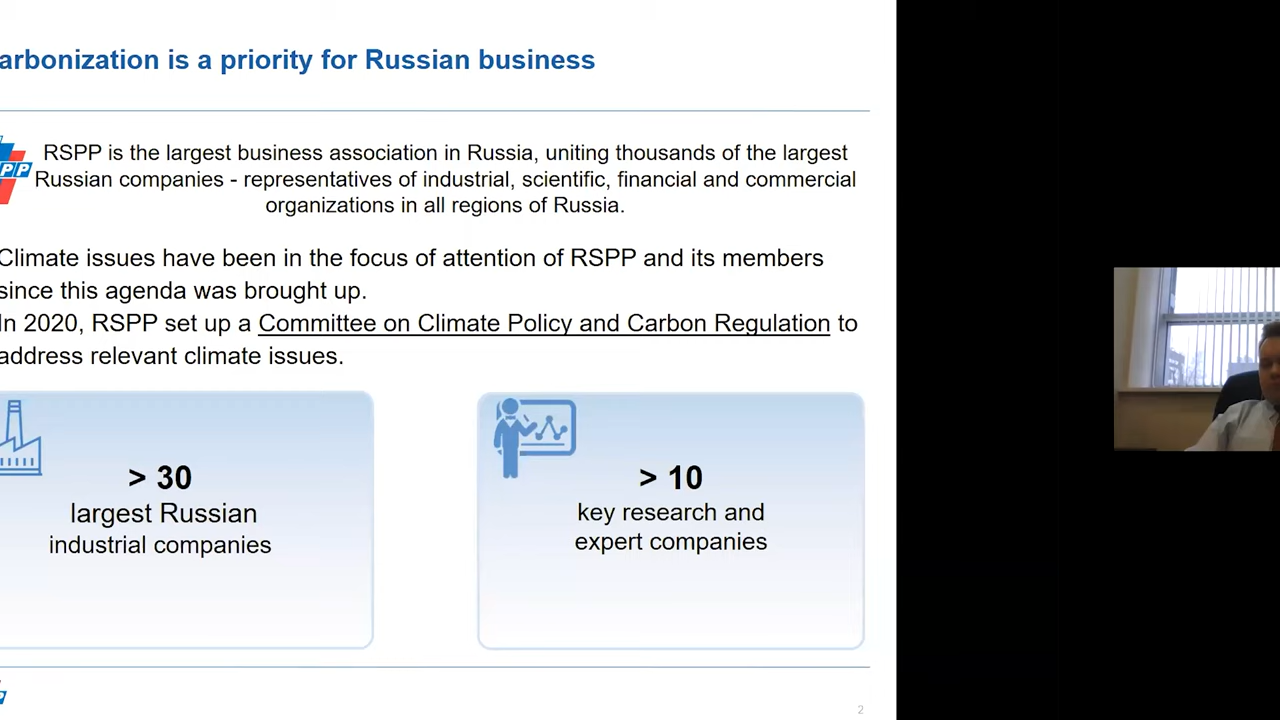 arbonization is a priority for Russian business
PP
RSPP is the largest business association in Russia, uniting thousands of the largest
Russian companies - representatives of industrial, scientific, financial and commercial
organizations in all regions of Russia.
Climate issues have been in the focus of attention of RSPP and its members
since this agenda was brought up.
In 2020, RSPP set up a Committee on Climate Policy and Carbon Regulation to
address relevant climate issues.
> 30
largest Russian
industrial companies
> 10
key research and
expert companies
P
2